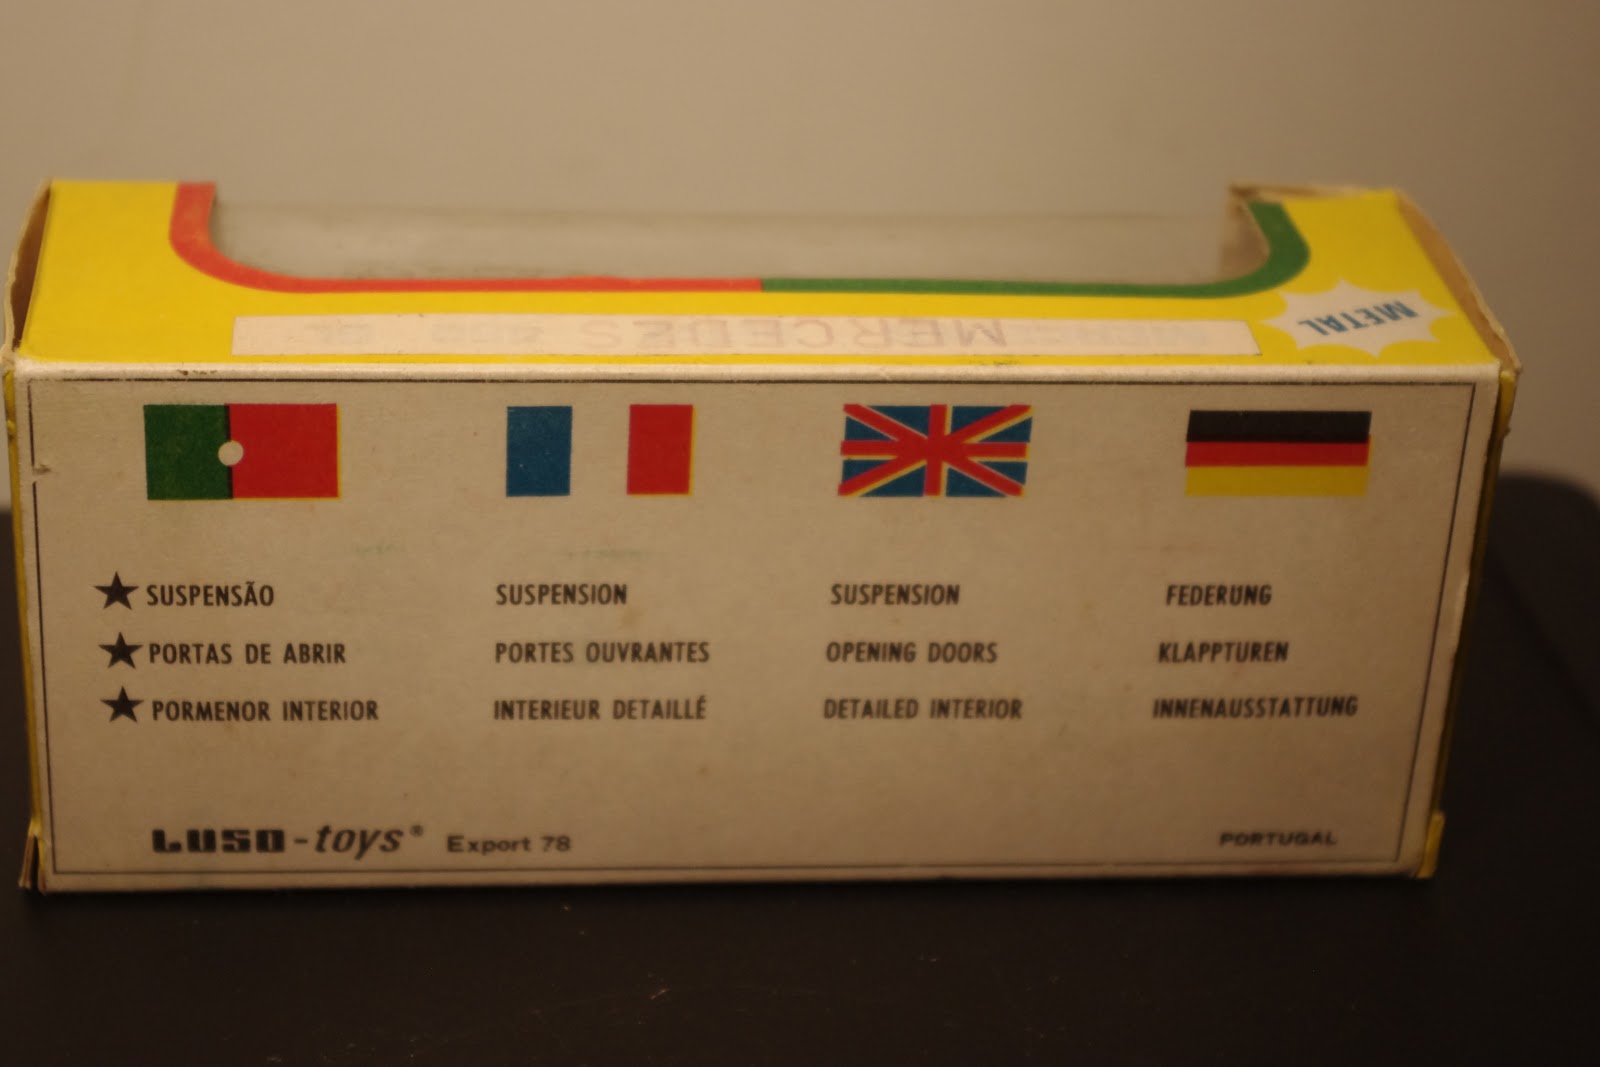 MERCEDES
METAL
★ SUSPENSÃO SUSPENSION SUSPENSION FEDERUNG
★ PORTAS DE ABRIR PORTES OUVRANTES OPENING DOORS KLAPPTUREN
★ PORMENOR INTERIOR INTERIEUR DETAILLÉ DETAILED INTERIOR INNENAUSSTATTUNG
LUSO-toys® Export 78 PORTUGAL